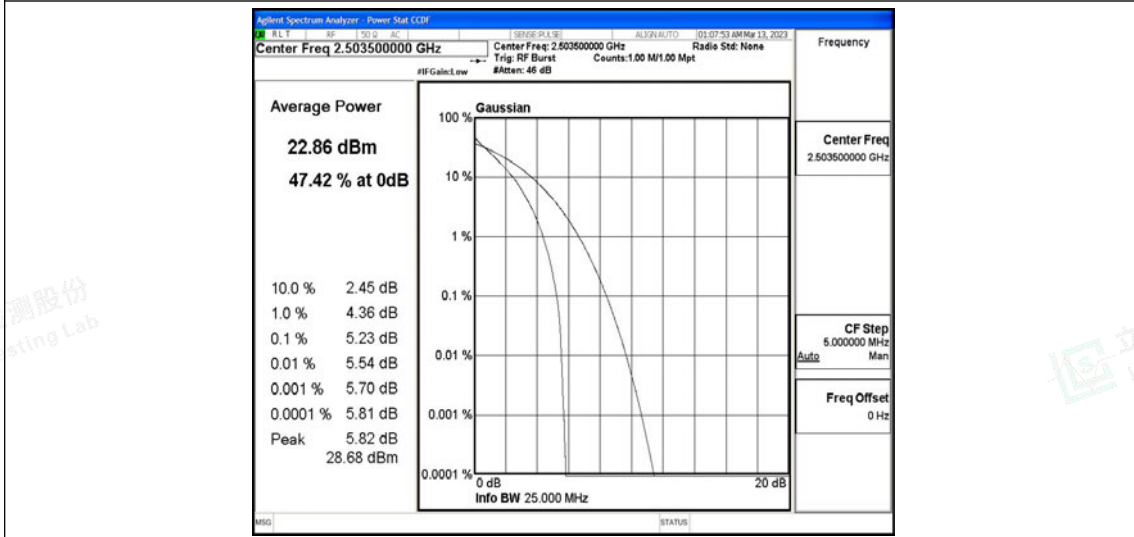 Agilent Spectrum Analyzer - Power Stat CCDF
RLT RF 50 Ω AC SENSE:PULSE ALIGN AUTO 01:07:53 AM Mar 13, 2023
Center Freq 2.503500000 GHz
Center Freq: 2.503500000 GHz Radio Std: None
Trig: RF Burst Counts:1.00 M/1.00 Mpt
#IFGain:Low #Atten: 46 dB
Frequency
Average Power
22.86 dBm
47.42 % at 0dB
10.0 % 2.45 dB
1.0 % 4.36 dB
0.1 % 5.23 dB
0.01 % 5.54 dB
0.001 % 5.70 dB
0.0001 % 5.81 dB
Peak 5.82 dB
28.68 dBm
Gaussian
100 %
10 %
1 %
0.1 %
0.01 %
0.001 %
0.0001 %
0 dB 20 dB
Info BW 25.000 MHz
Center Freq
2.503500000 GHz
CF Step
5.000000 MHz
Auto Man
Freq Offset
0 Hz
MSG STATUS
测股份
esting Lab
立